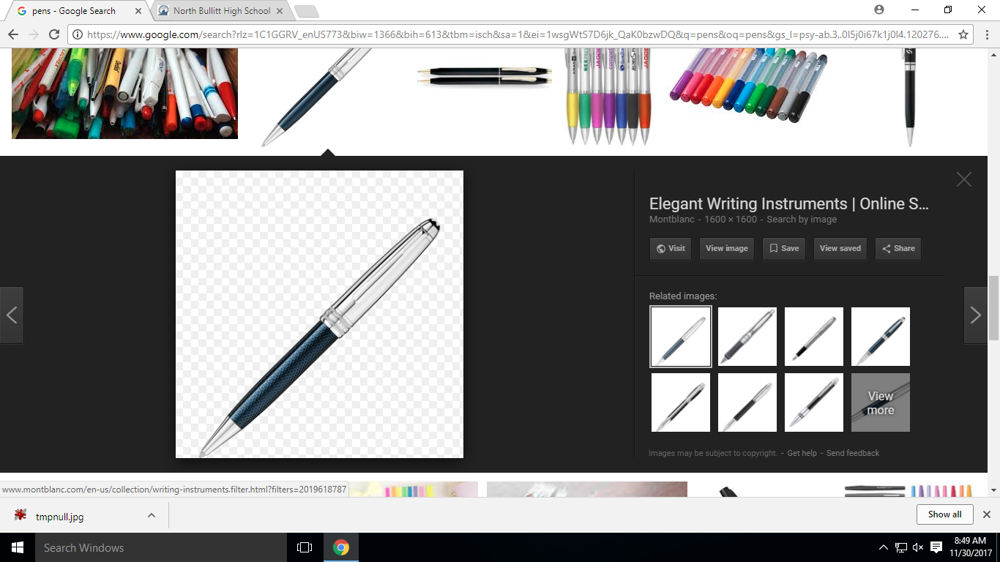 pens - Google Search
North Bullitt High School
https://www.google.com/search?rlz=1C1GGRV_enUS773&biw=1366&bih=613&tbm=isch&sa=1&ei=1wsgWtS7D6jk_QaK0bzwDQ&q=pens&oq=pens&gs_l=psy-ab.3..0l5j0i67k1j0l4.120276....
Elegant Writing Instruments | Online S...
Montblanc - 1600 × 1600 - Search by image
Visit View image Save View saved Share
Related images:
View
more
Images may be subject to copyright. - Get help - Send feedback
www.montblanc.com/en-us/collection/writing-instruments.filter.html?filters=2019618787
tmpnull.jpg
Show all
Search Windows
8:49 AM
11/30/2017